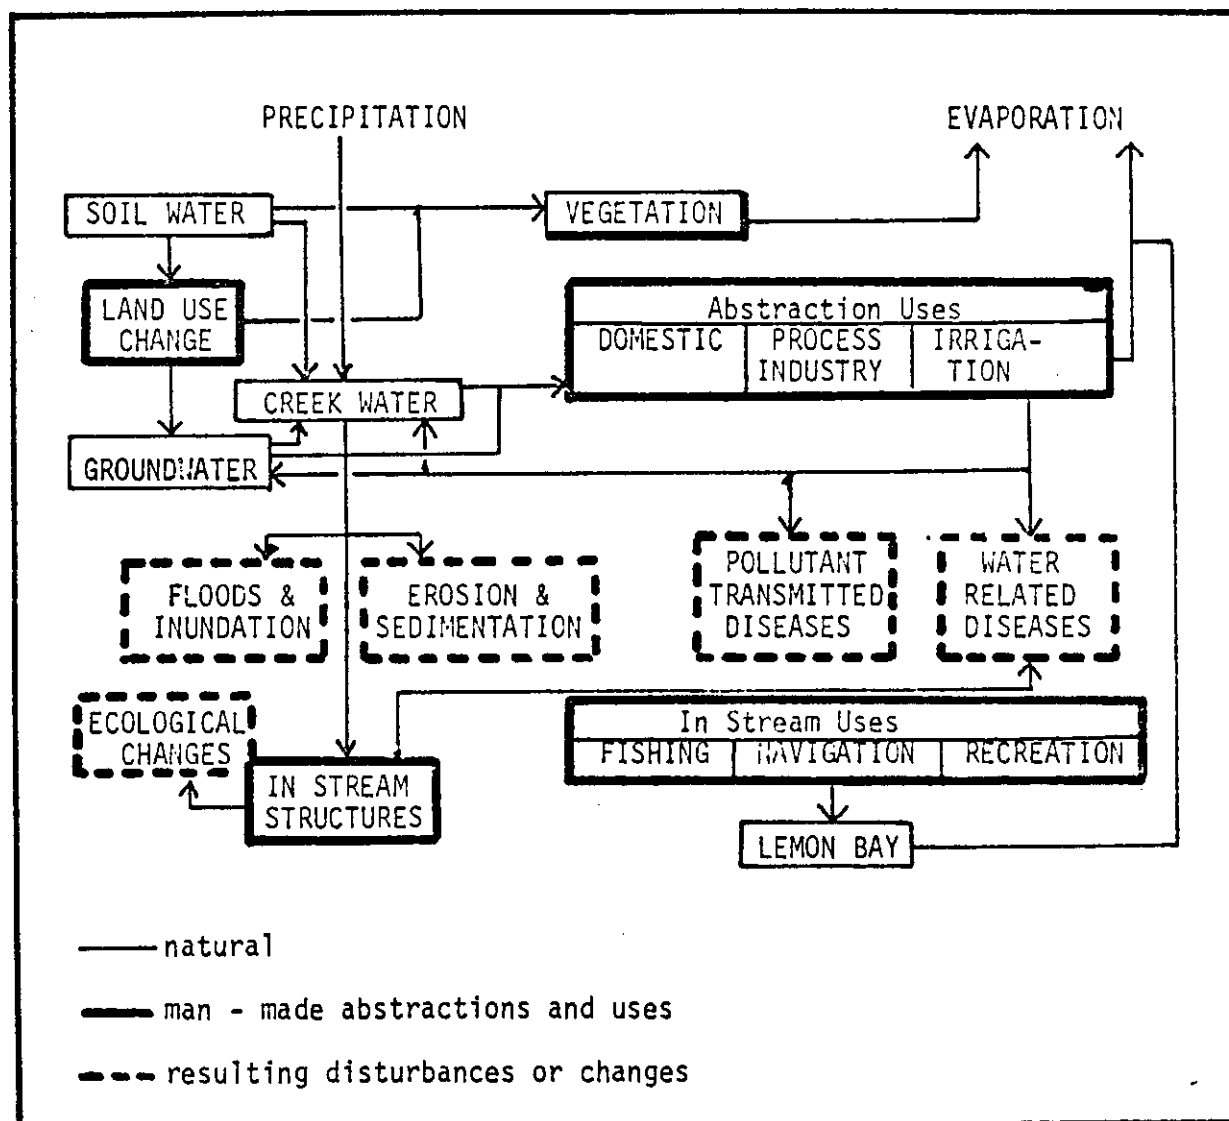 PRECIPITATION
EVAPORATION
SOIL WATER
VEGETATION
LAND USE
CHANGE
Abstraction Uses
DOMESTIC
PROCESS
INDUSTRY
IRRIGA-
TION
CREEK WATER
GROUNDWATER
FLOODS &
INUNDATION
EROSION &
SEDIMENTATION
POLLUTANT
TRANSMITTED
DISEASES
WATER
RELATED
DISEASES
ECOLOGICAL
CHANGES
IN STREAM
STRUCTURES
In Stream Uses
FISHING
NAVIGATION
RECREATION
LEMON BAY
natural
man - made abstractions and uses
resulting disturbances or changes